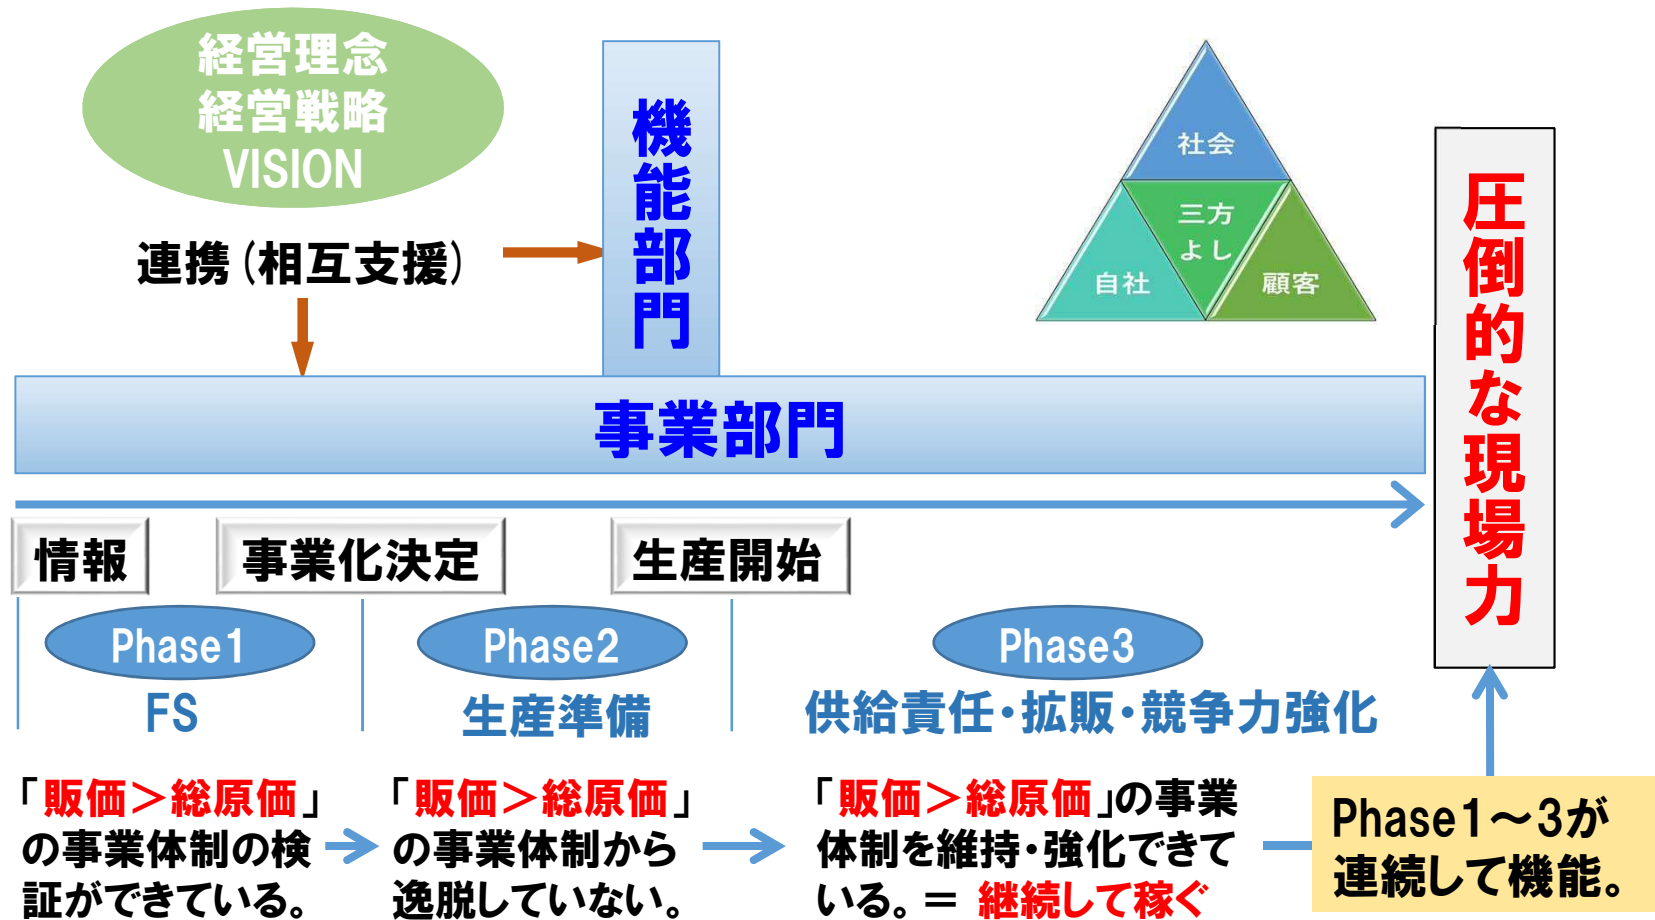 経営理念
経営戦略
VISION
連携(相互支援)
機能部門
社会
三方
よし
自社
顧客
圧倒的な現場力
事業部門
情報
事業化決定
生産開始
Phase1
Phase2
Phase3
FS
生産準備
供給責任・拡販・競争力強化
「販価＞総原価」
の事業体制の検
証ができている。
「販価＞総原価」
の事業体制から
逸脱していない。
「販価＞総原価」の事業
体制を維持・強化できて
いる。＝ 継続して稼ぐ
Phase1～3が
連続して機能。